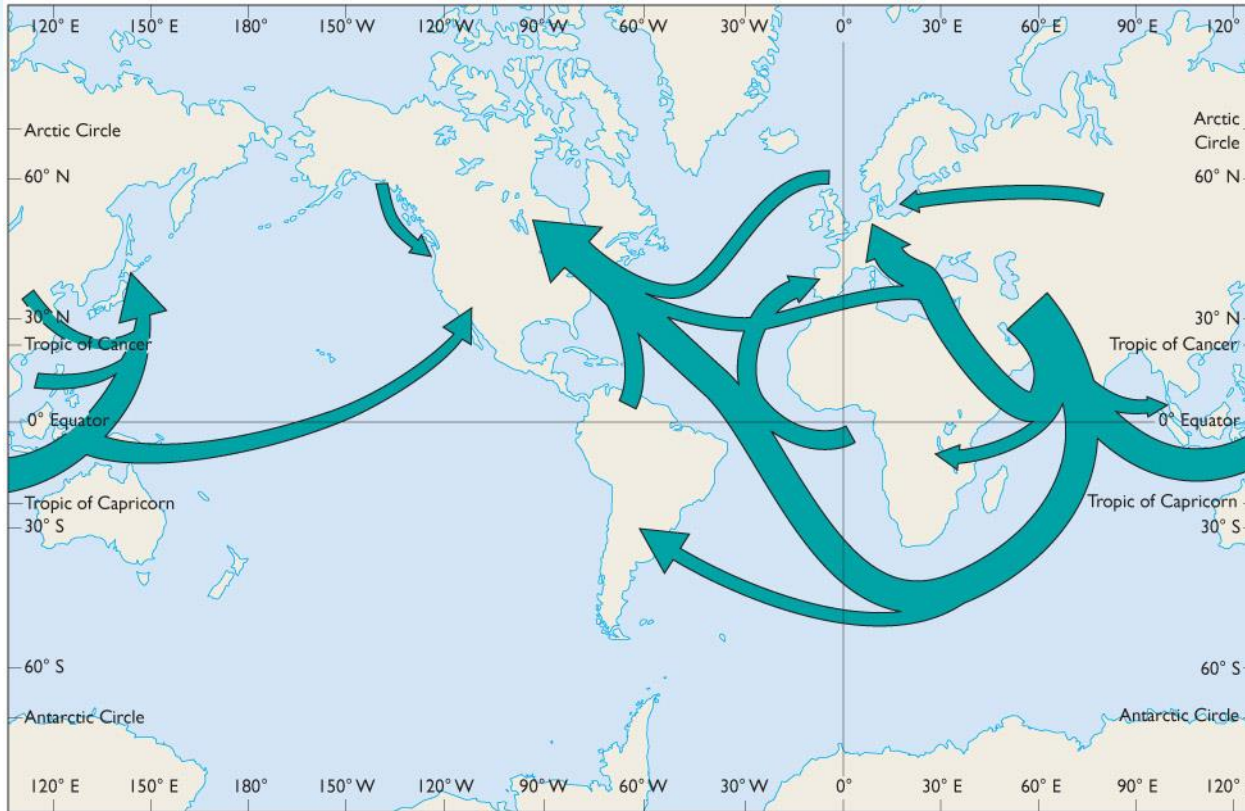 120° E 150° E 180° 150° W 120° W 90° W 60° W 30° W 0 30° E 60° E 90° E 120°
Arctic Circle
Arctic
Circle
60° N
60° N
30° N
30° N
Tropic of Cancer
Tropic of Cancer
0° Equator
0° Equator
Tropic of Capricorn
Tropic of Capricorn
30° S
30° S
60° S
60° S
Antarctic Circle
Antarctic Circle
120° E 150° E 180° 150° W 120° W 90° W 60° W 30° W 0 30° E 60° E 90° E 120°